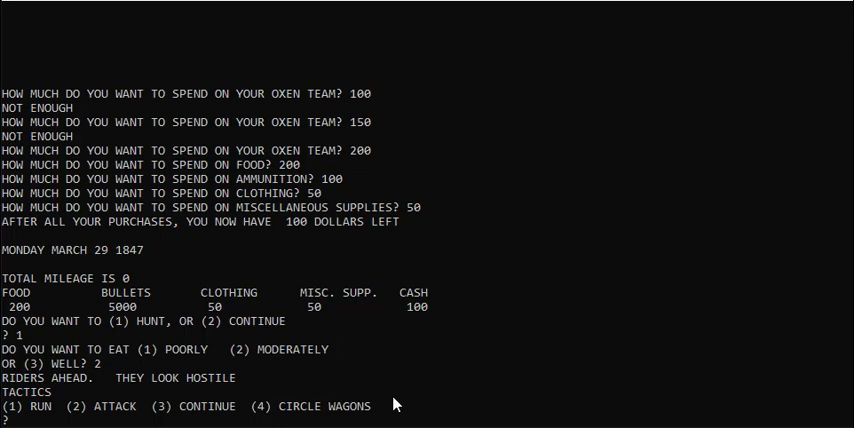 HOW MUCH DO YOU WANT TO SPEND ON YOUR OXEN TEAM? 100
NOT ENOUGH
HOW MUCH DO YOU WANT TO SPEND ON YOUR OXEN TEAM? 150
NOT ENOUGH
HOW MUCH DO YOU WANT TO SPEND ON YOUR OXEN TEAM? 200
HOW MUCH DO YOU WANT TO SPEND ON FOOD? 200
HOW MUCH DO YOU WANT TO SPEND ON AMMUNITION? 100
HOW MUCH DO YOU WANT TO SPEND ON CLOTHING? 50
HOW MUCH DO YOU WANT TO SPEND ON MISCELLANEOUS SUPPLIES? 50
AFTER ALL YOUR PURCHASES, YOU NOW HAVE  100 DOLLARS LEFT
MONDAY MARCH 29 1847
TOTAL MILEAGE IS 0
FOOD          BULLETS       CLOTHING      MISC. SUPP.   CASH
 200           5000          50            50            100
DO YOU WANT TO (1) HUNT, OR (2) CONTINUE
? 1
DO YOU WANT TO EAT (1) POORLY   (2) MODERATELY
OR (3) WELL? 2
RIDERS AHEAD.   THEY LOOK HOSTILE
TACTICS
(1) RUN  (2) ATTACK  (3) CONTINUE  (4) CIRCLE WAGONS
?